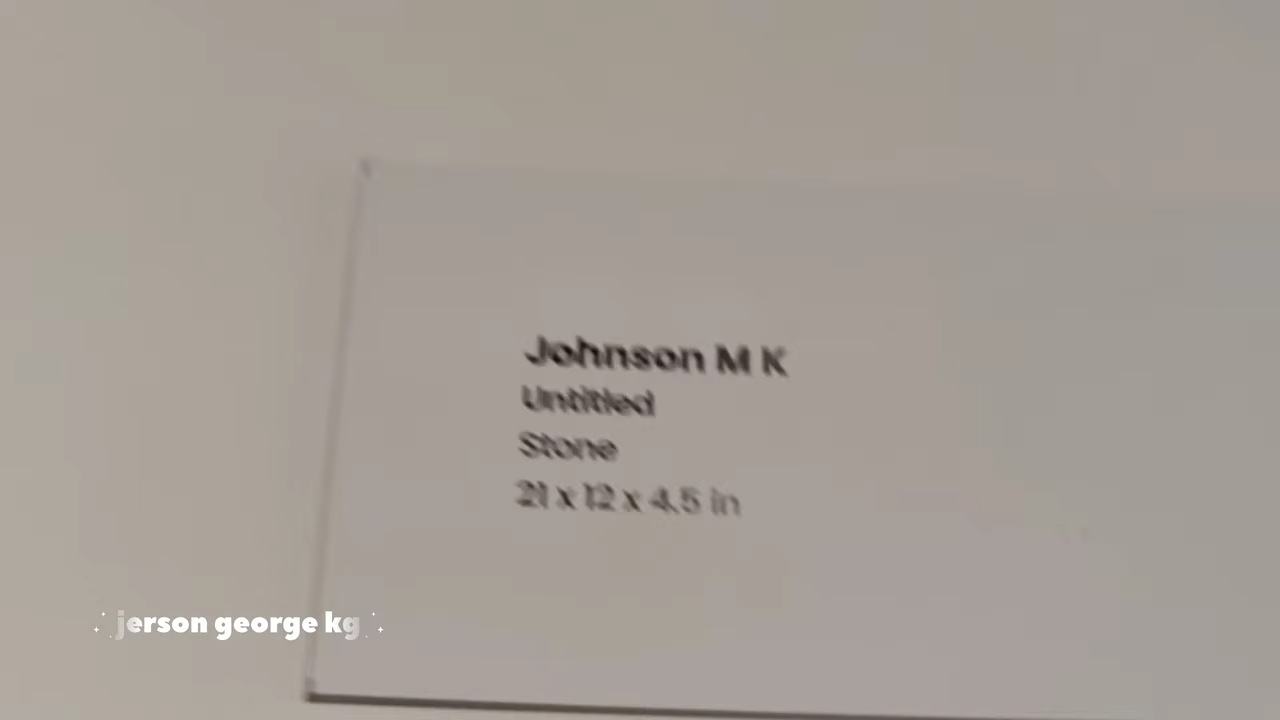 Johnson M K
Untitled
Stone
21 x 12 x 4.5 in
jerson george kg